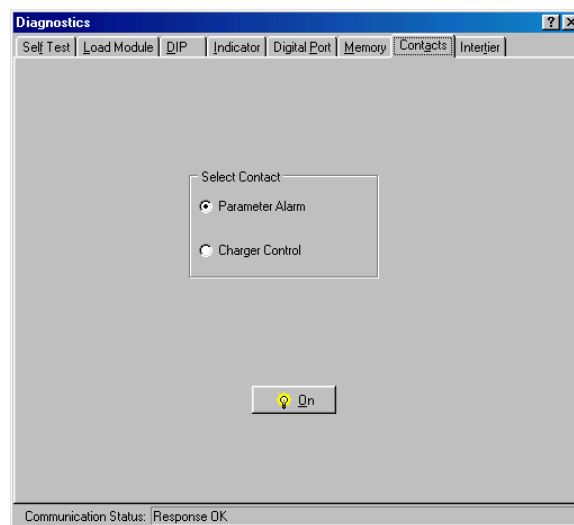 Diagnostics
Self Test Load Module DIP Indicator Digital Port Memory Contacts Intertier
Select Contact
Parameter Alarm
Charger Control
On
Communication Status: Response OK